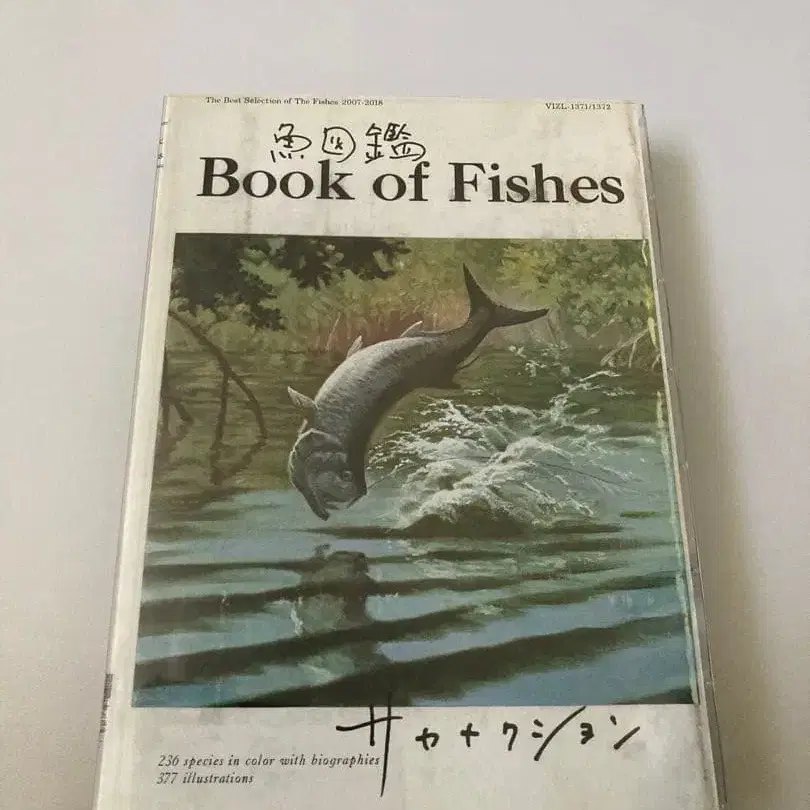 The Best Selection of The Fishes 2007-2018
VIZL-1371/1372
魚図鑑
Book of Fishes
サカナクション
236 species in color with biographies
377 illustrations